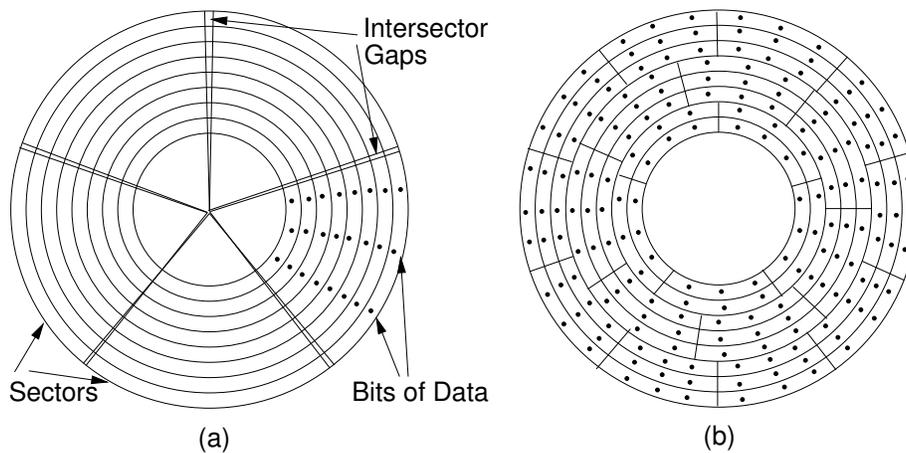 Intersector
Gaps
Sectors
Bits of Data
(a)
(b)